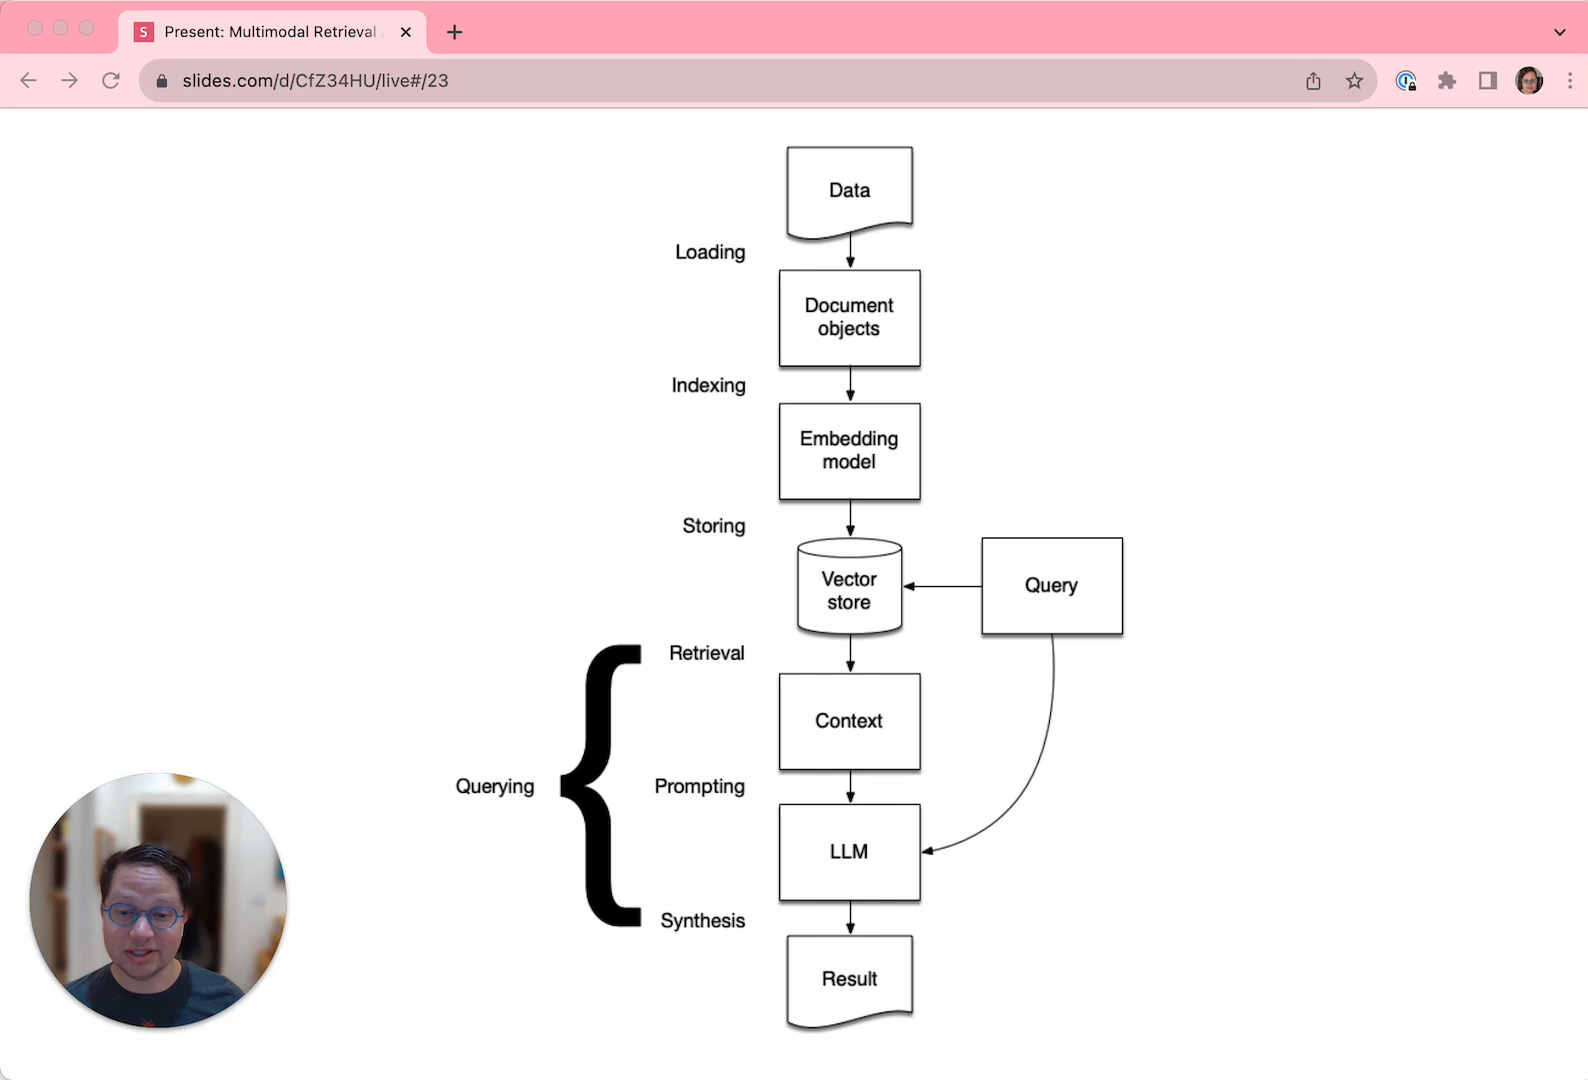 S Present: Multimodal Retrieval
slides.com/d/CfZ34HU/live#/23
Data
Loading
Document
objects
Indexing
Embedding
model
Storing
Vector
store
Query
Retrieval
Context
Querying
Prompting
LLM
Synthesis
Result